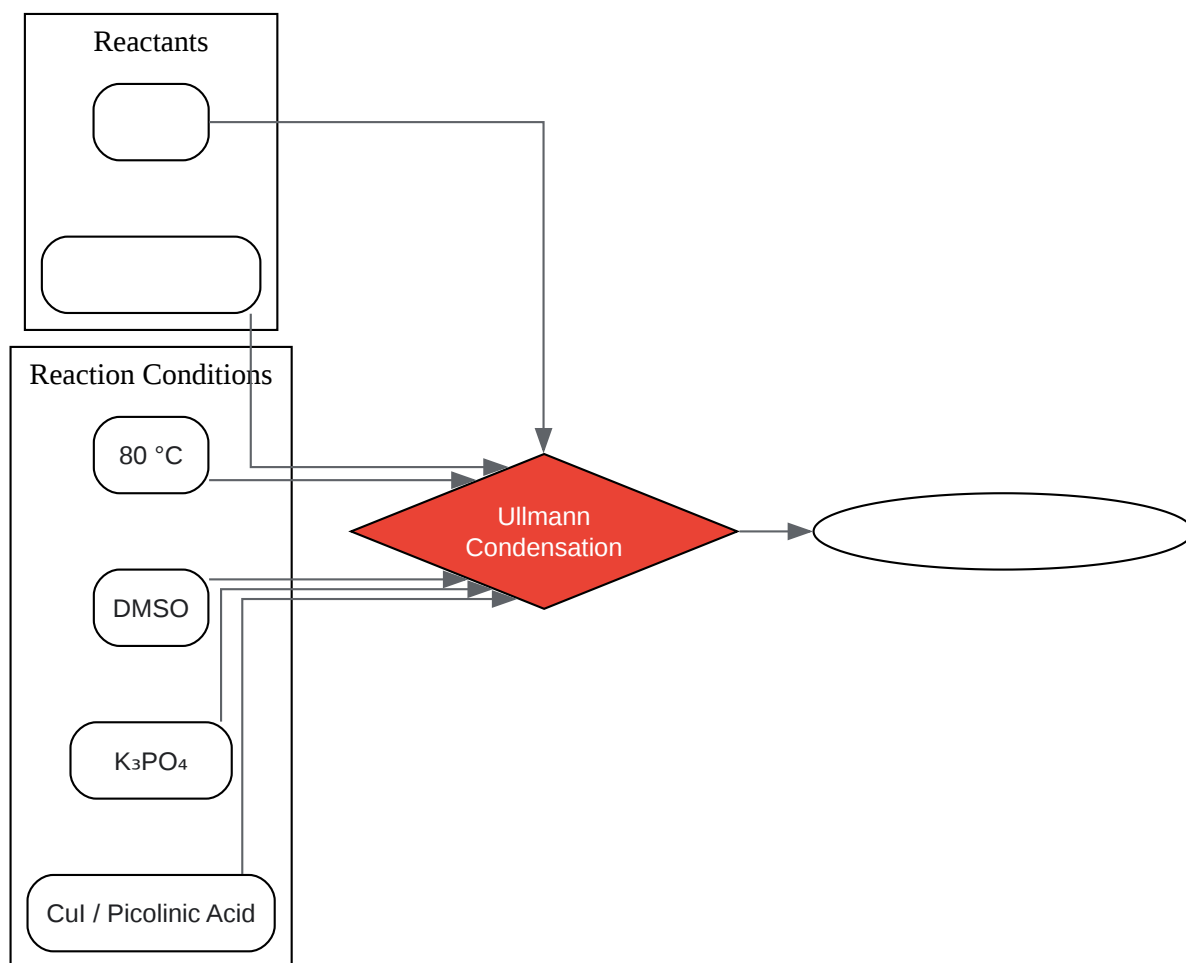 Reactants
Reaction Conditions
80 °C
DMSO
K₃PO₄
CuI / Picolinic Acid
Ullmann
Condensation